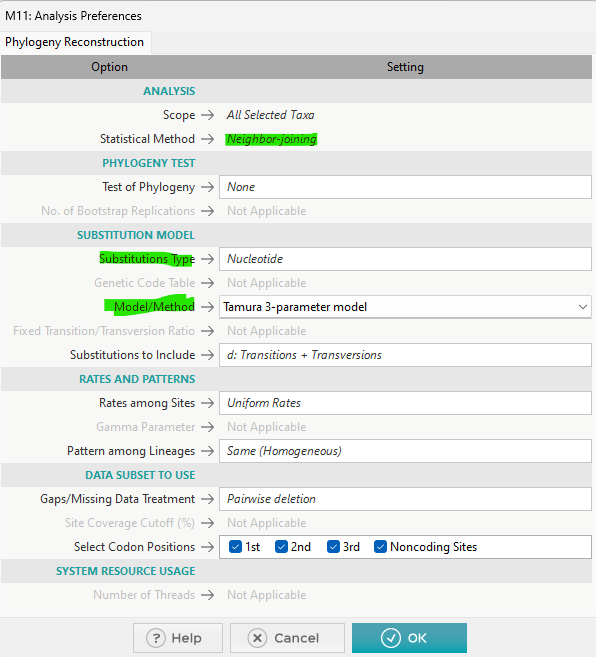 M11: Analysis Preferences
Phylogeny Reconstruction
Option Setting
ANALYSIS
Scope → All Selected Taxa
Statistical Method → Neighbor-joining
PHYLOGENY TEST
Test of Phylogeny → None
No. of Bootstrap Replications → Not Applicable
SUBSTITUTION MODEL
Substitutions Type → Nucleotide
Genetic Code Table → Not Applicable
Model/Method → Tamura 3-parameter model
Fixed Transition/Transversion Ratio → Not Applicable
Substitutions to Include → d: Transitions + Transversions
RATES AND PATTERNS
Rates among Sites → Uniform Rates
Gamma Parameter → Not Applicable
Pattern among Lineages → Same (Homogeneous)
DATA SUBSET TO USE
Gaps/Missing Data Treatment → Pairwise deletion
Site Coverage Cutoff (%) → Not Applicable
Select Codon Positions → 1st 2nd 3rd Noncoding Sites
SYSTEM RESOURCE USAGE
Number of Threads → Not Applicable
? Help Cancel OK